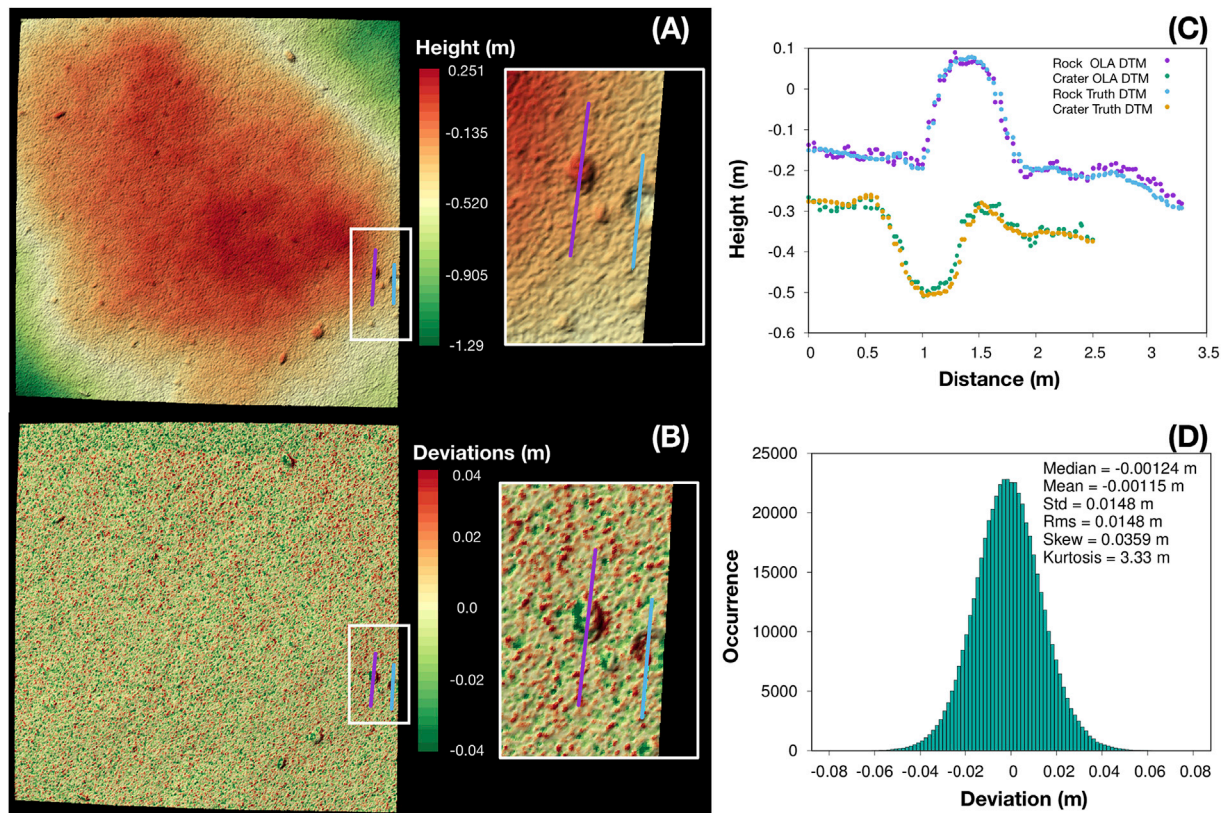 (A)
Height (m)
0.251
-0.135
-0.520
-0.905
-1.29
(B)
Deviations (m)
0.04
0.02
0.0
-0.02
-0.04
(C)
Rock OLA DTM
Crater OLA DTM
Rock Truth DTM
Crater Truth DTM
Height (m)
0.1
0
-0.1
-0.2
-0.3
-0.4
-0.5
-0.6
0 0.5 1 1.5 2 2.5 3 3.5
Distance (m)
(D)
Median = -0.00124 m
Mean = -0.00115 m
Std = 0.0148 m
Rms = 0.0148 m
Skew = 0.0359 m
Kurtosis = 3.33 m
Occurrence
25000
20000
15000
10000
5000
0
-0.08 -0.06 -0.04 -0.02 0 0.02 0.04 0.06 0.08
Deviation (m)